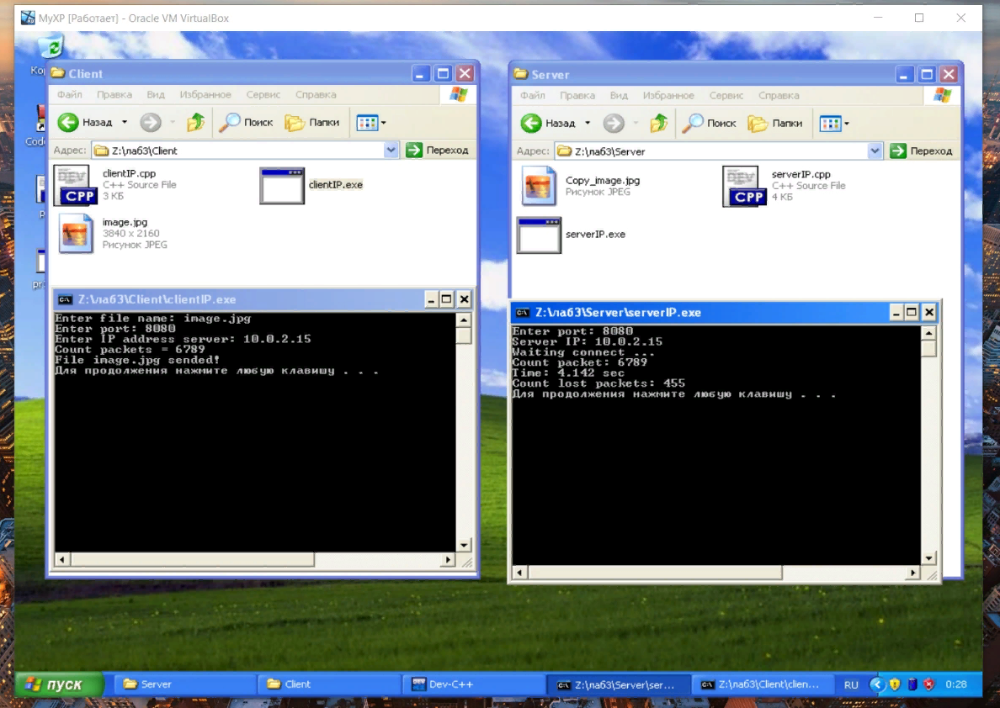 MyXP [Работает] - Oracle VM VirtualBox
Client
Файл Правка Вид Избранное Сервис Справка
Назад Поиск Папки
Адрес: Z:\лаб3\Client Переход
clientIP.cpp
C++ Source File
3 КБ
clientIP.exe
image.jpg
3840 x 2160
Рисунок JPEG
Z:\лаб3\Client\clientIP.exe
Enter file name: image.jpg
Enter port: 8080
Enter IP address server: 10.0.2.15
Count packets = 6789
File image.jpg sended!
Для продолжения нажмите любую клавишу . . .
Server
Файл Правка Вид Избранное Сервис Справка
Назад Поиск Папки
Адрес: Z:\лаб3\Server Переход
Copy_image.jpg
Рисунок JPEG
serverIP.cpp
C++ Source File
4 КБ
serverIP.exe
Z:\лаб3\Server\serverIP.exe
Enter port: 8080
Server IP: 10.0.2.15
Waiting connect ...
Count packet: 6789
Time: 4.142 sec
Count lost packets: 455
Для продолжения нажмите любую клавишу . . .
пуск Server Client Dev-C++ Z:\лаб3\Server\ser... Z:\лаб3\Client\clien... RU 0:28